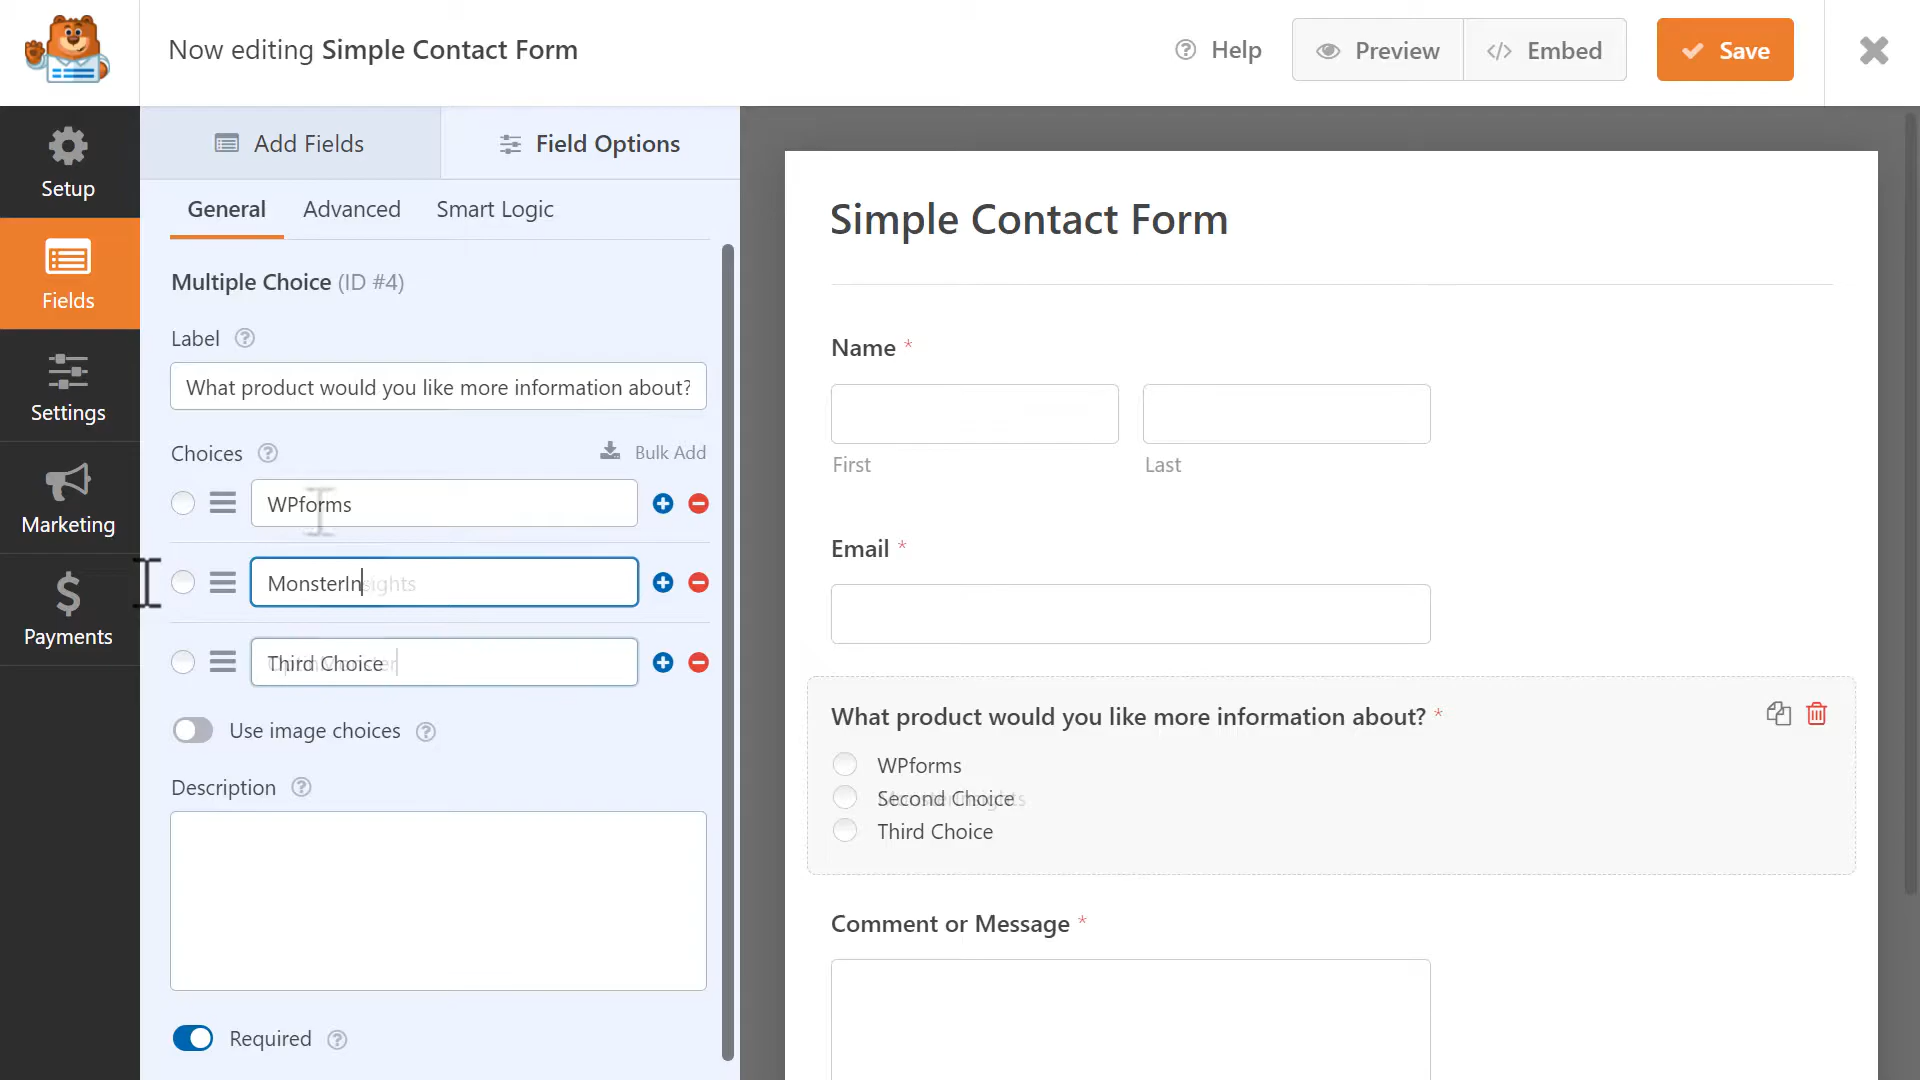 Now editing Simple Contact Form
Help
Preview
Embed
Save
Setup
Fields
Settings
Marketing
Payments
Add Fields
Field Options
General
Advanced
Smart Logic
Multiple Choice (ID #4)
Label
What product would you like more information about?
Choices
Bulk Add
WPforms
MonsterInsights
Third Choice
Use image choices
Description
Required
Simple Contact Form
Name *
First
Last
Email *
What product would you like more information about? *
WPforms
Second Choice
Third Choice
Comment or Message *